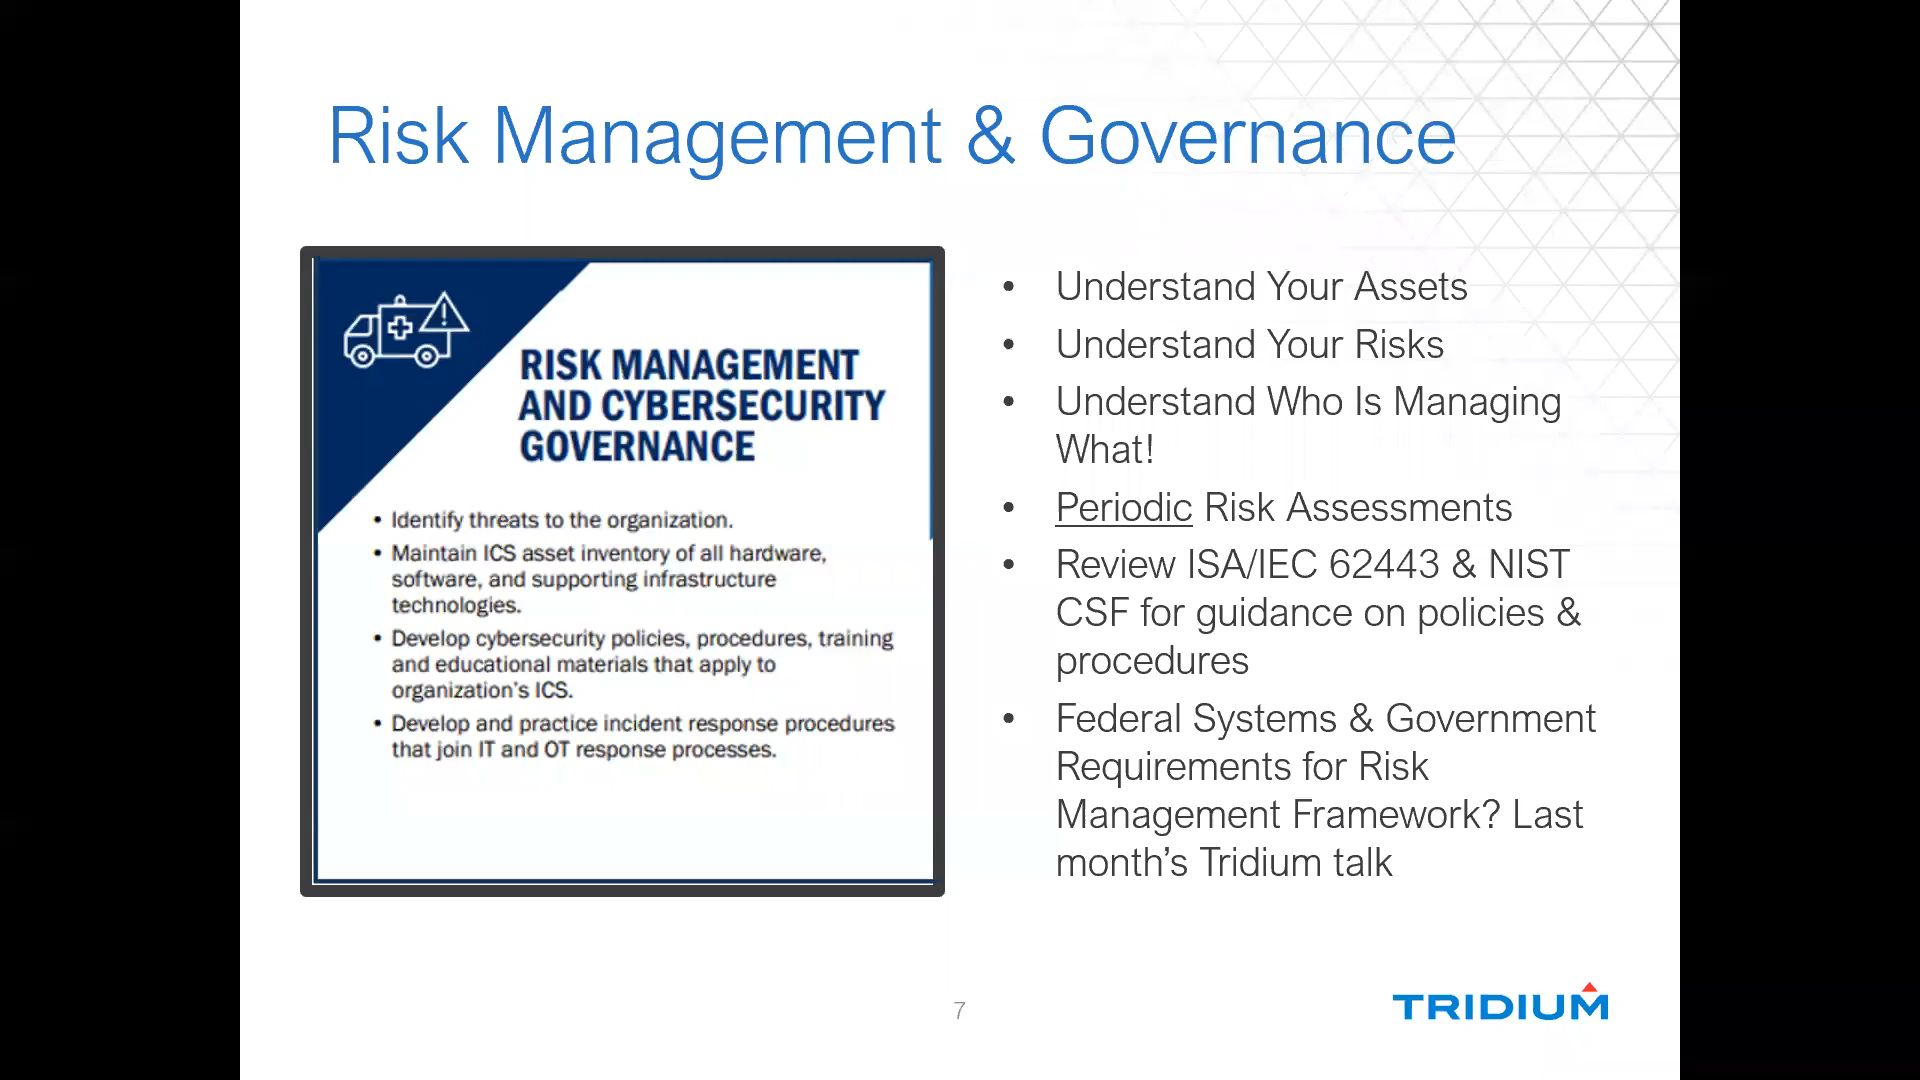 Risk Management & Governance
RISK MANAGEMENT
AND CYBERSECURITY
GOVERNANCE
• Identify threats to the organization.
• Maintain ICS asset inventory of all hardware,
software, and supporting infrastructure
technologies.
• Develop cybersecurity policies, procedures, training
and educational materials that apply to
organization's ICS.
• Develop and practice incident response procedures
that join IT and OT response processes.
• Understand Your Assets
• Understand Your Risks
• Understand Who Is Managing
What!
• Periodic Risk Assessments
• Review ISA/IEC 62443 & NIST
CSF for guidance on policies &
procedures
• Federal Systems & Government
Requirements for Risk
Management Framework? Last
month’s Tridium talk
7
TRIDIUM